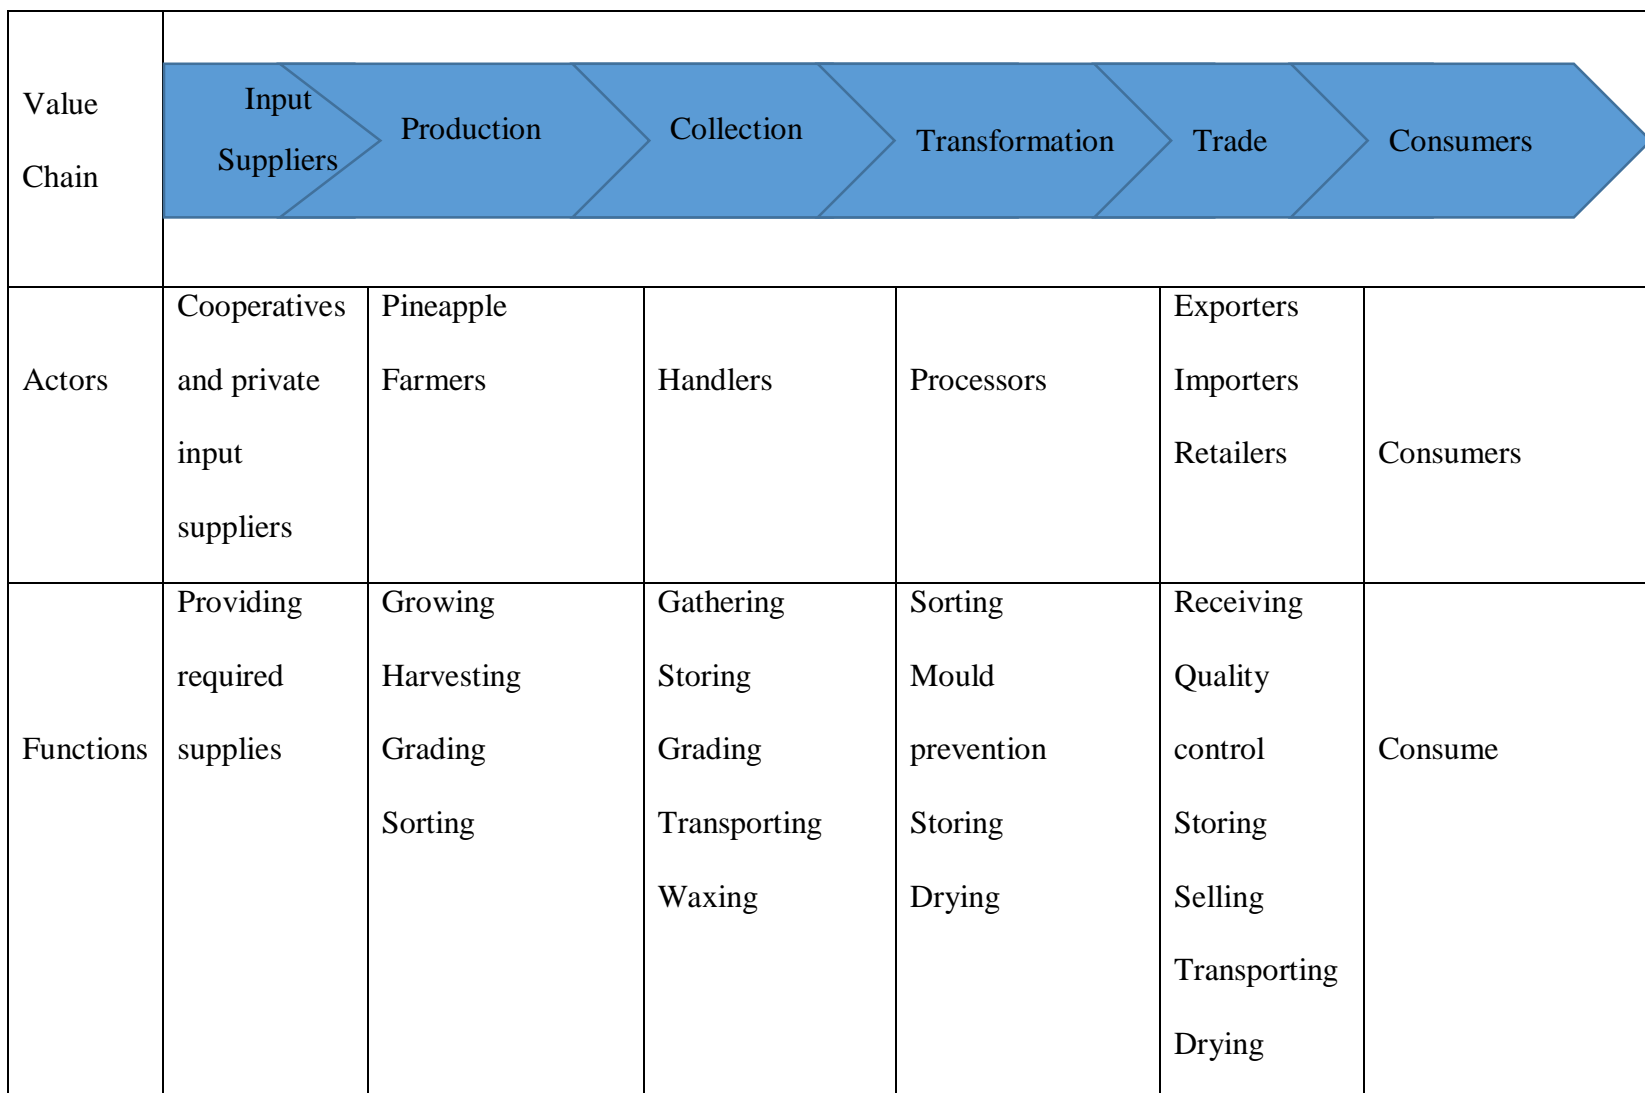 Value
Chain
Input
Suppliers
Production
Collection
Transformation
Trade
Consumers
Actors
Cooperatives
and private
input
suppliers
Pineapple
Farmers
Handlers
Processors
Exporters
Importers
Retailers
Consumers
Functions
Providing
required
supplies
Growing
Harvesting
Grading
Sorting
Gathering
Storing
Grading
Transporting
Waxing
Sorting
Mould
prevention
Storing
Drying
Receiving
Quality
control
Storing
Selling
Transporting
Drying
Consume